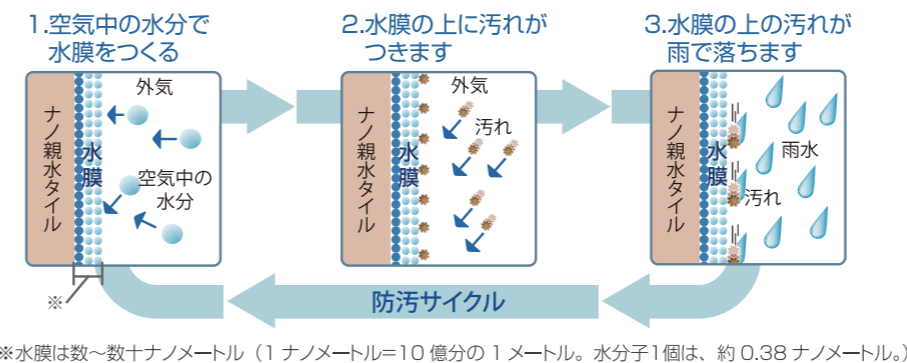 1.空気中の水分で
水膜をつくる
2.水膜の上に汚れが
つきます
3.水膜の上の汚れが
雨で落ちます
ナノ親水タイル
水膜
外気
空気中の
水分
※
ナノ親水タイル
水膜
外気
汚れ
ナノ親水タイル
水膜
雨水
汚れ
防汚サイクル
※水膜は数〜数十ナノメートル（1ナノメートル＝10億分の1メートル。水分子1個は、約0.38ナノメートル。）